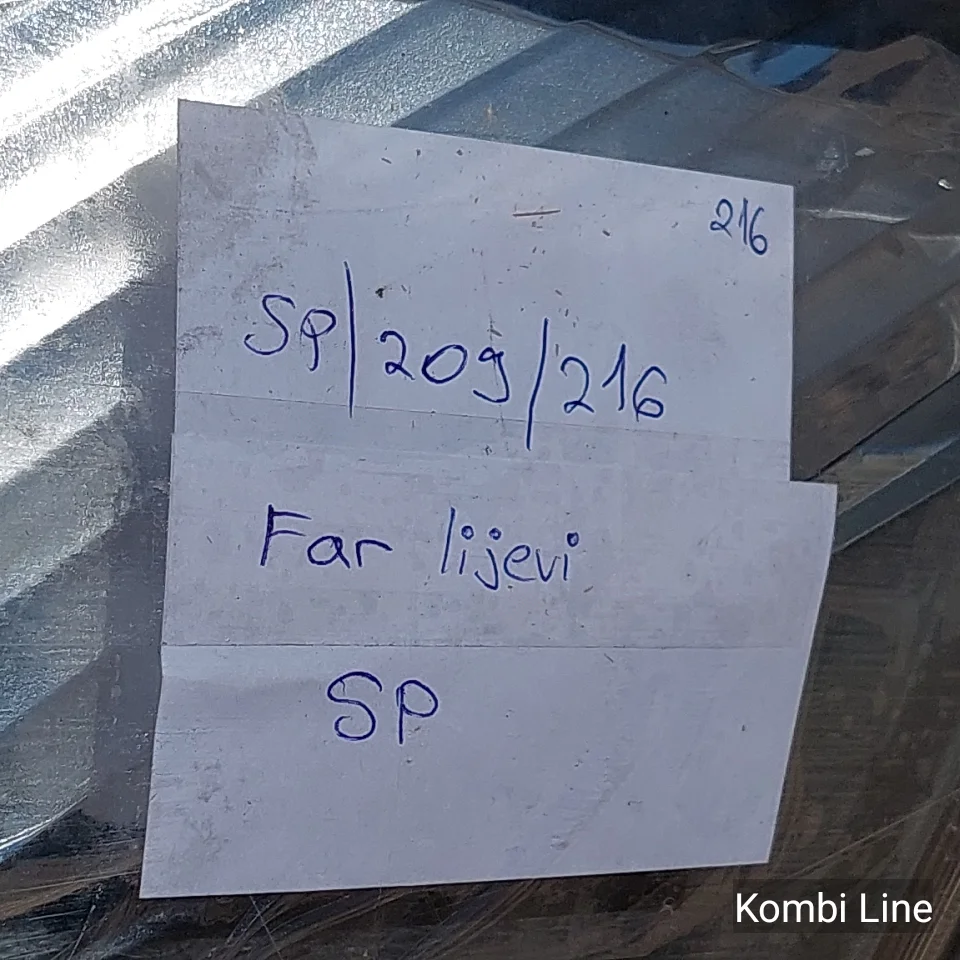 216
SP/209/216
Far lijevi
SP
Kombi Line